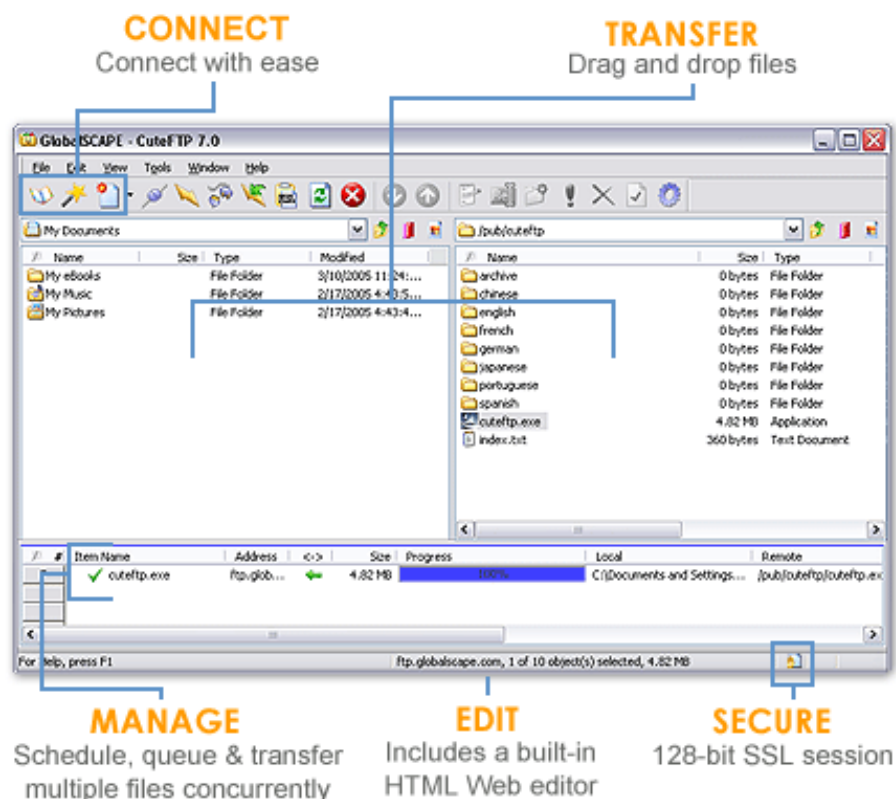 CONNECT
Connect with ease
TRANSFER
Drag and drop files
GlobalSCAPE - CuteFTP 7.0
File Edit View Tools Window Help
My Documents
/pub/cuteftp
Name Size Type Modified
My eBooks File Folder 3/10/2005 11:24:...
My Music File Folder 2/17/2005 4:43:5...
My Pictures File Folder 2/17/2005 4:43:4...
Name Size Type
archive 0 bytes File Folder
chinese 0 bytes File Folder
english 0 bytes File Folder
french 0 bytes File Folder
german 0 bytes File Folder
japanese 0 bytes File Folder
portuguese 0 bytes File Folder
spanish 0 bytes File Folder
cuteftp.exe 4.82 MB Application
index.txt 360 bytes Text Document
# Item Name Address <-> Size Progress Local Remote
cuteftp.exe ftp.glob... 4.82 MB 100% C:\Documents and Settings... /pub/cuteftp/cuteftp.exe
For Help, press F1
ftp.globalscape.com, 1 of 10 object(s) selected, 4.82 MB
MANAGE
Schedule, queue & transfer
multiple files concurrently
EDIT
Includes a built-in
HTML Web editor
SECURE
128-bit SSL session